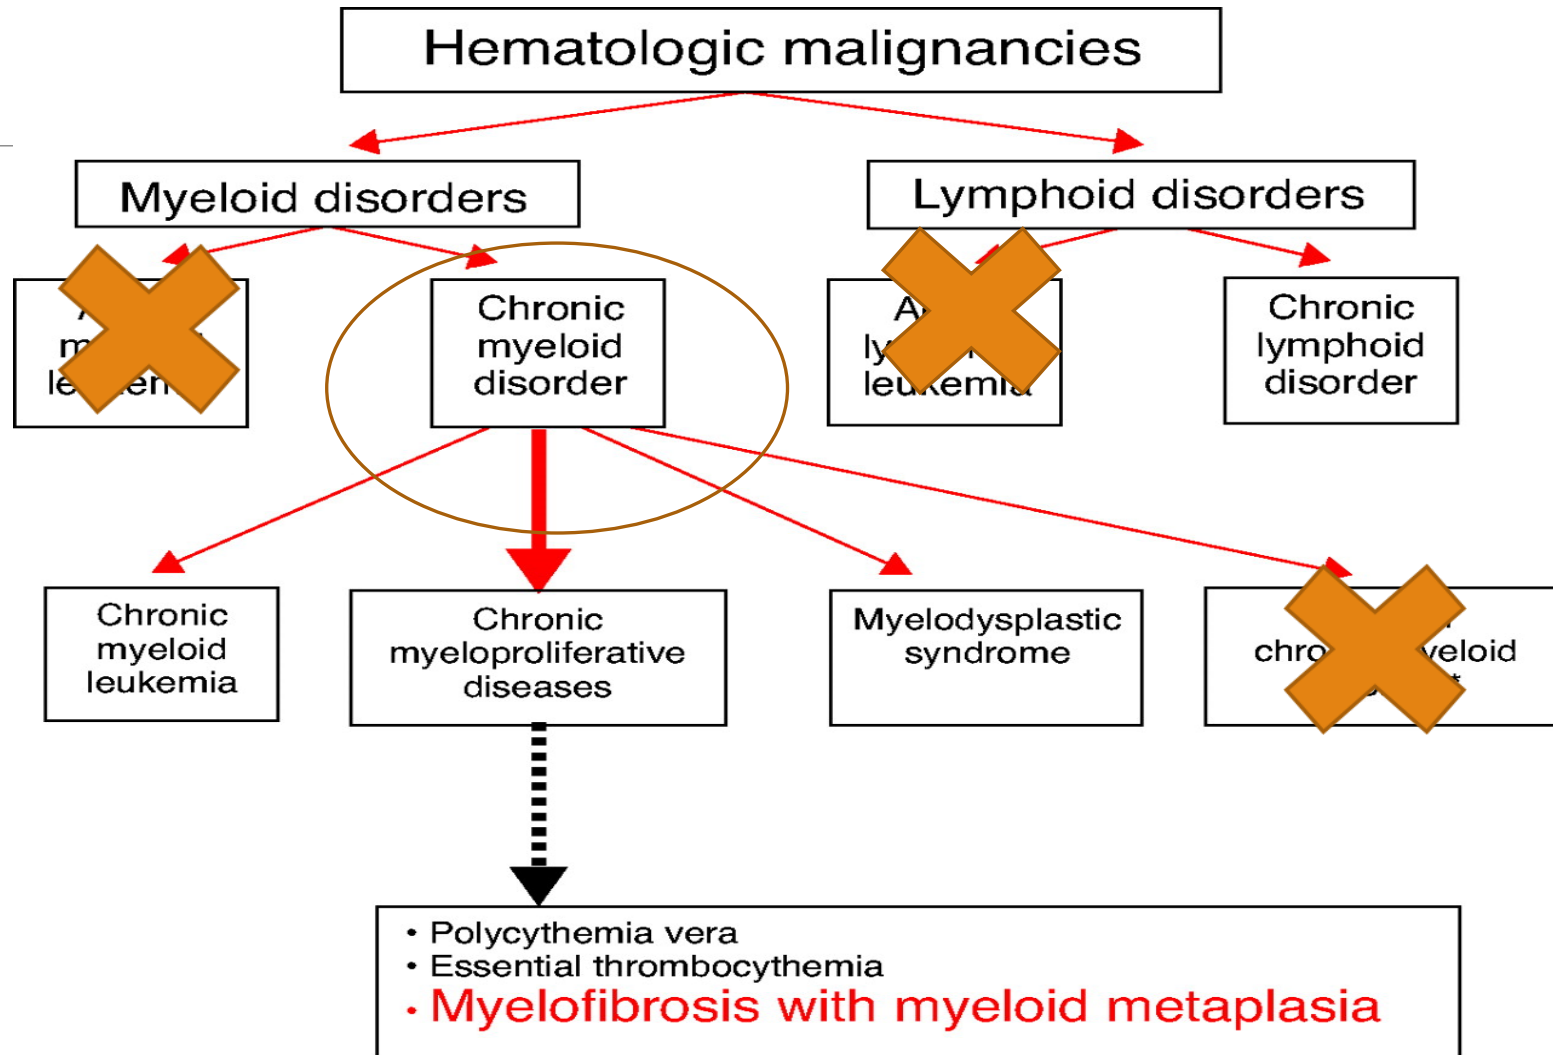 Hematologic malignancies
Myeloid disorders
Lymphoid disorders
leukemia
Chronic
myeloid
disorder
leukemia
Chronic
lymphoid
disorder
Chronic
myeloid
leukemia
Chronic
myeloproliferative
diseases
Myelodysplastic
syndrome
• Polycythemia vera
• Essential thrombocythemia
• Myelofibrosis with myeloid metaplasia